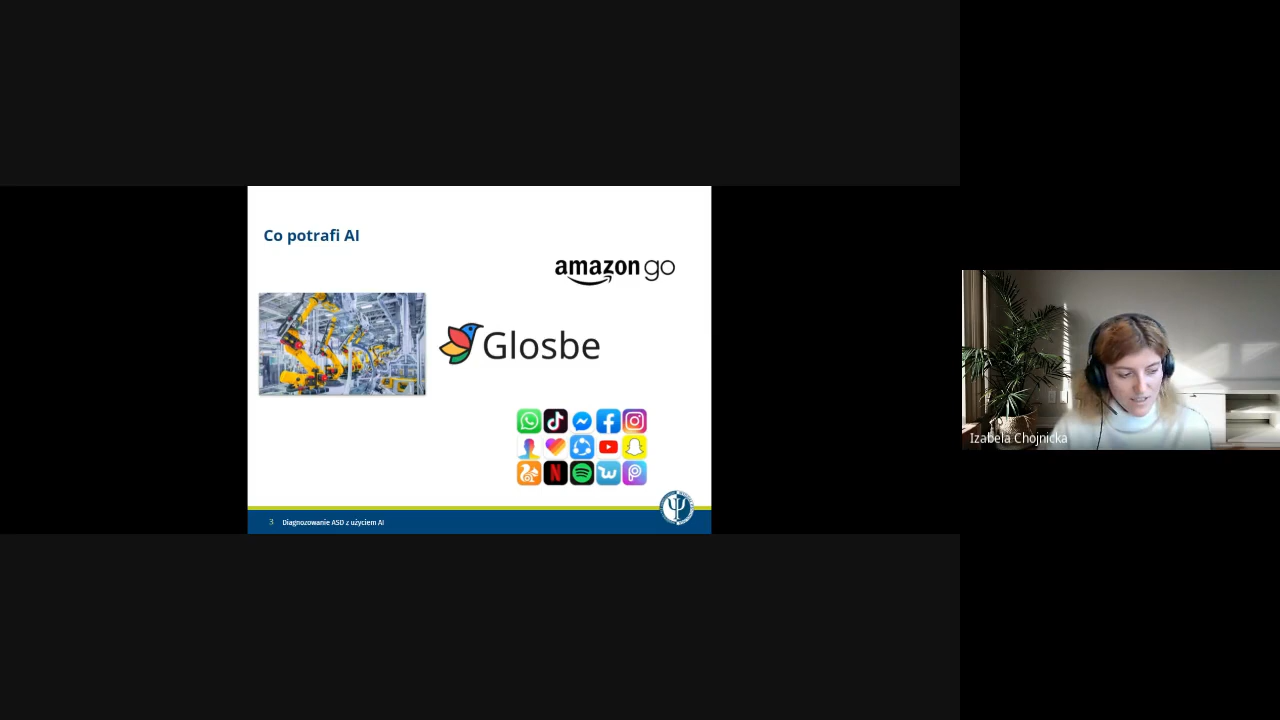 Co potrafi AI
amazon go
Glosbe
3 Diagnozowanie ASD z użyciem AI
Izabela Chojnicka